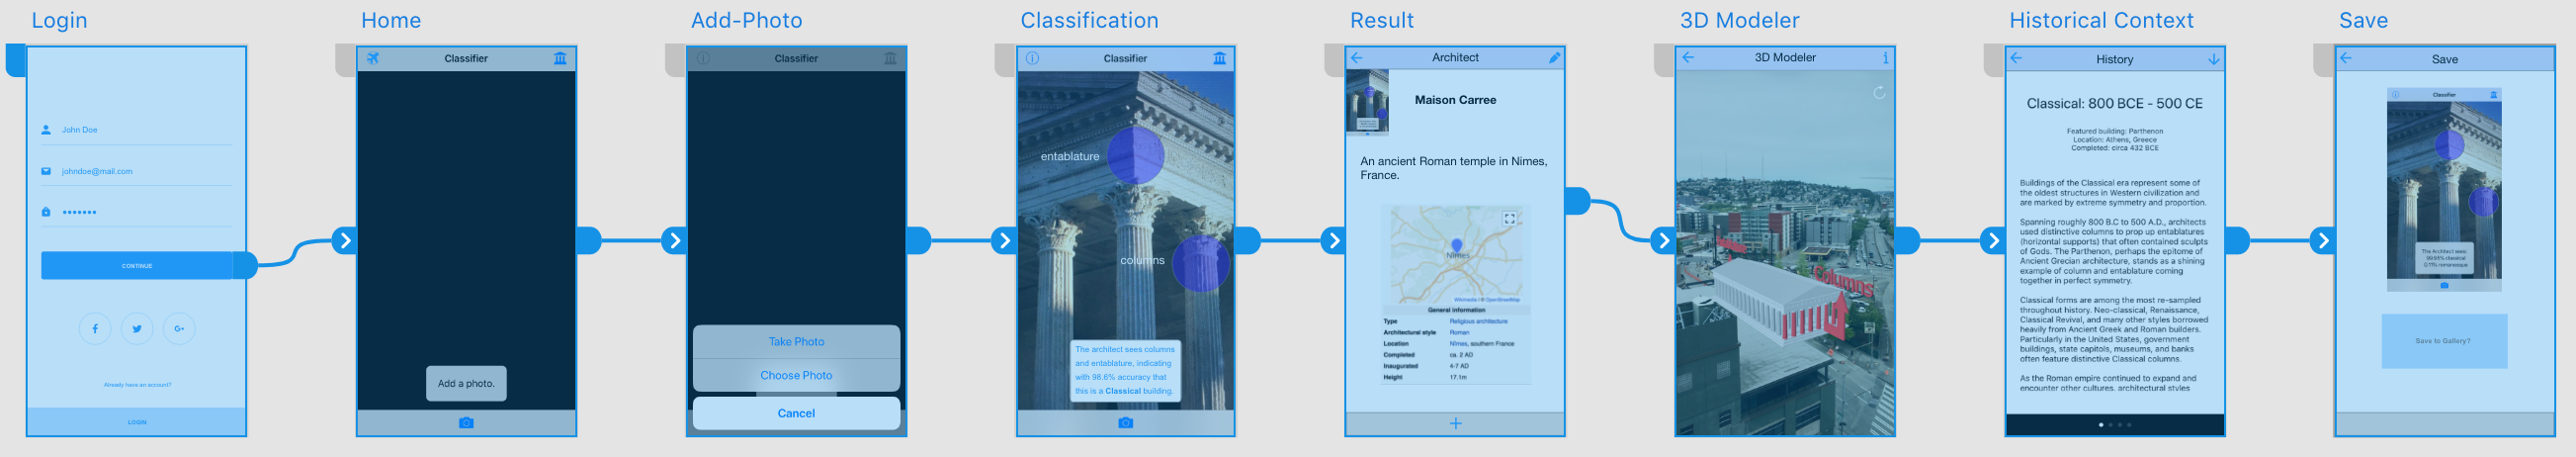 Login
John Doe
johndoe@mail.com
CONTINUE
Already have an account?
LOGIN
Home
Classifier
Add a photo.
Add-Photo
Classifier
Take Photo
Choose Photo
Cancel
Classification
Classifier
entablature
columns
The architect sees columns
and entablature, indicating
with 98.6% accuracy that
this is a Classical building.
Result
Architect
Maison Carree
An ancient Roman temple in Nimes,
France.
Nîmes
Wikimedia | © OpenStreetMap
General information
Type Religious architecture
Architectural style Roman
Location Nîmes, southern France
Completed ca. 2 AD
Inaugurated 4-7 AD
Height 17.1m
3D Modeler
3D Modeler
Columns
Historical Context
History
Classical: 800 BCE - 500 CE
Featured building: Parthenon
Location: Athens, Greece
Completed: circa 432 BCE
Buildings of the Classical era represent some of
the oldest structures in Western civilization and
are marked by extreme symmetry and proportion.
Spanning roughly 800 B.C to 500 A.D., architects
used distinctive columns to prop up entablatures
(horizontal supports) that often contained sculpts
of Gods. The Parthenon, perhaps the epitome of
Ancient Grecian architecture, stands as a shining
example of column and entablature coming
together in perfect symmetry.
Classical forms are among the most re-sampled
throughout history. Neo-classical, Renaissance,
Classical Revival, and many other styles borrowed
heavily from Ancient Greek and Roman builders.
Particularly in the United States, government
buildings, state capitols, museums, and banks
often feature distinctive Classical columns.
As the Roman empire continued to expand and
encounter other cultures, architectural styles
Save
Save
Classifier
The Architect sees:
99.96% classical
0.11% romanesque
Save to Gallery?